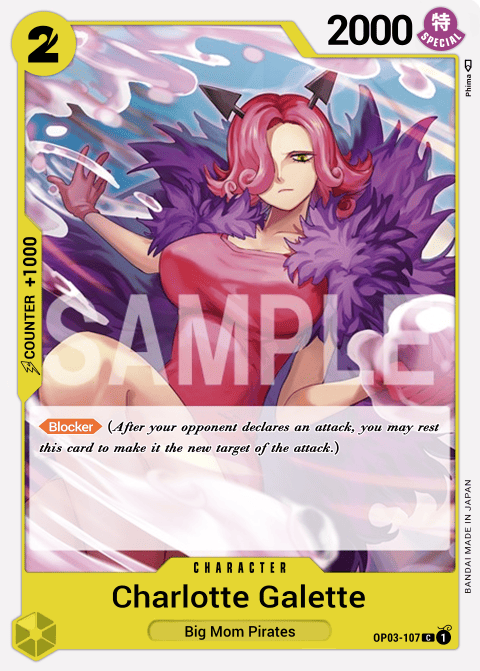 2
2000
特
SPECIAL
Phima
COUNTER +1000
SAMPLE
Blocker (After your opponent declares an attack, you may rest
this card to make it the new target of the attack.)
BANDAI MADE IN JAPAN
CHARACTER
Charlotte Galette
Big Mom Pirates
OP03-107 C 1